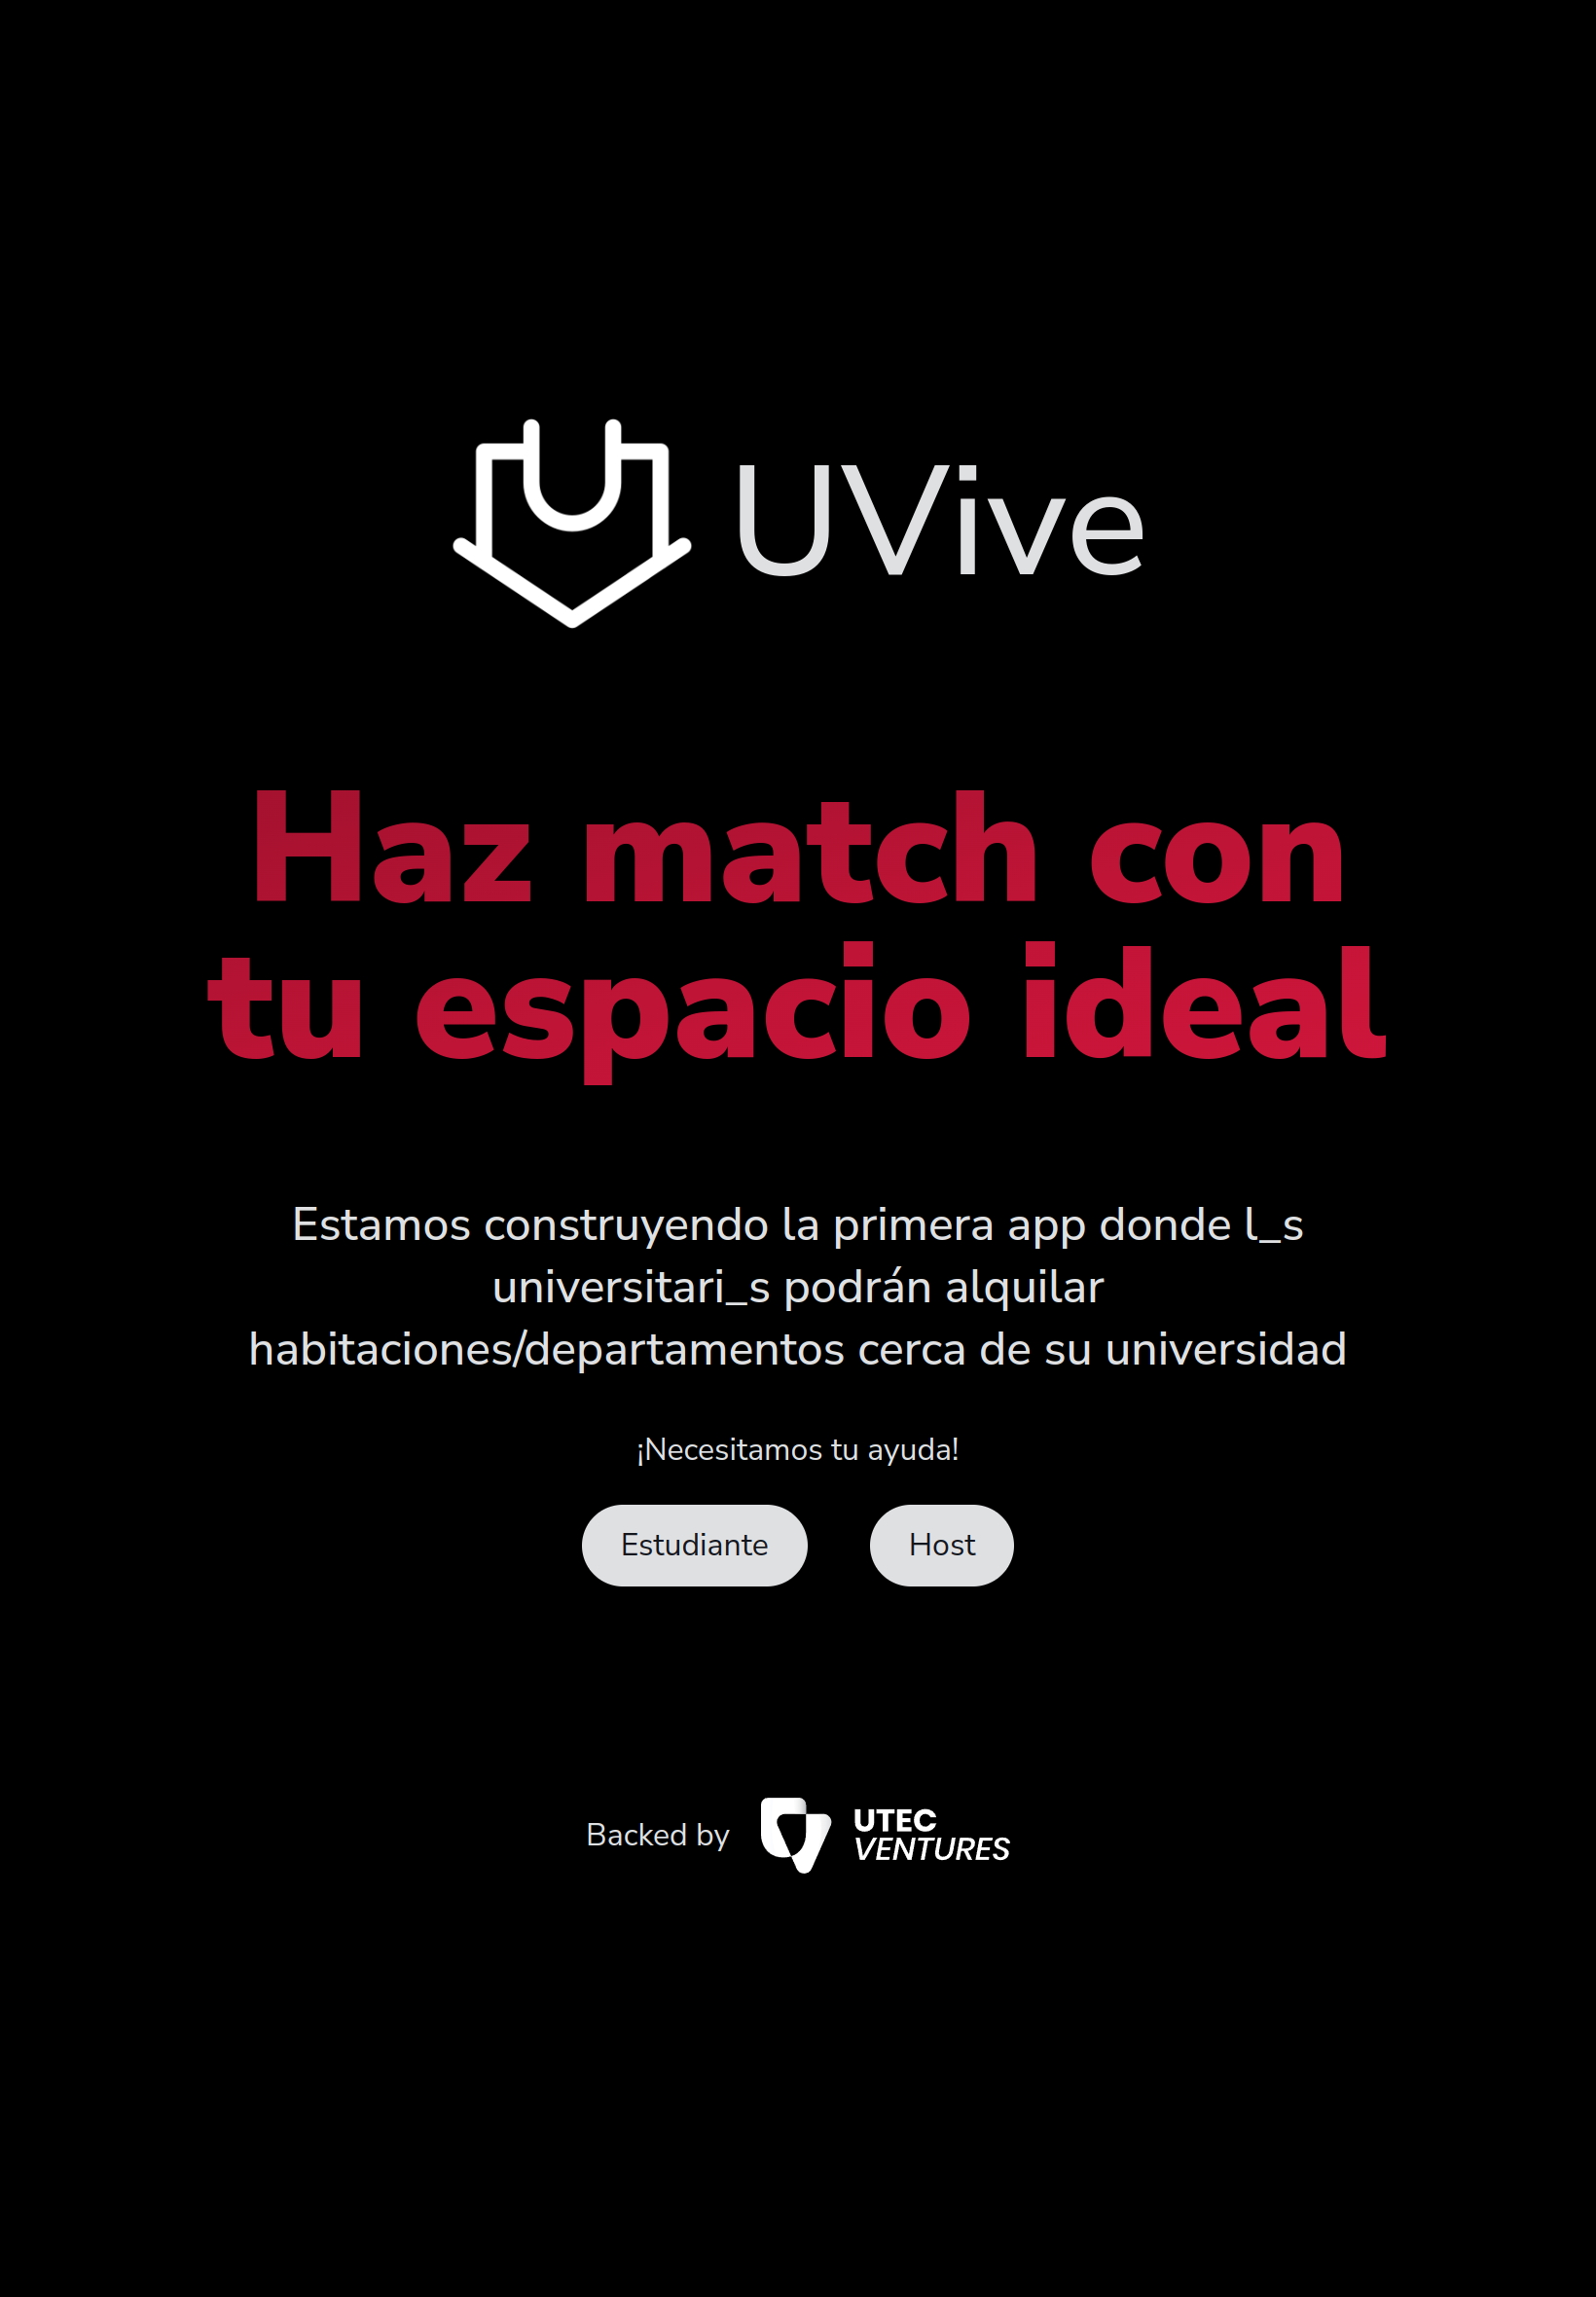 UVive
Haz match con
tu espacio ideal
Estamos construyendo la primera app donde l_s
universitari_s podrán alquilar
habitaciones/departamentos cerca de su universidad
¡Necesitamos tu ayuda!
Estudiante Host
Backed by UTEC
VENTURES